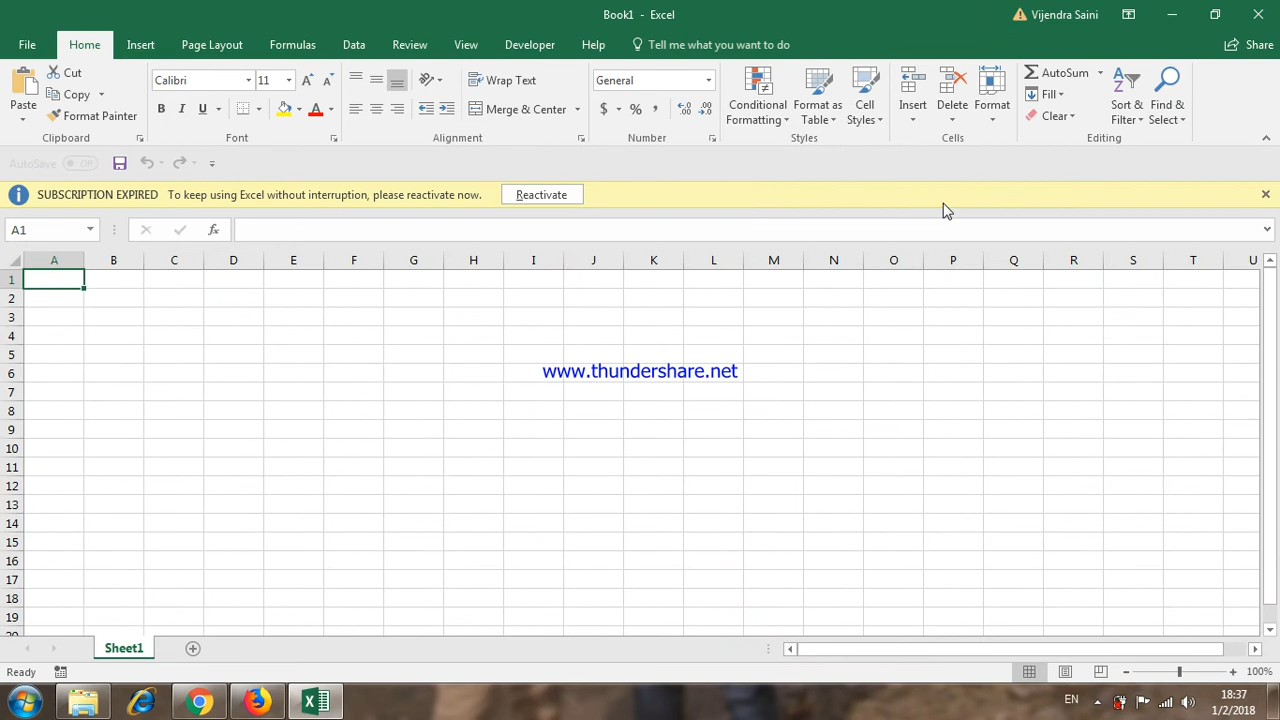 Book1 - Excel
Vijendra Saini
File Home Insert Page Layout Formulas Data Review View Developer Help Tell me what you want to do Share
Paste
Cut
Copy
Format Painter
Clipboard
Calibri 11
B I U A
Font
Wrap Text
Merge & Center
Alignment
General
$ % ,
Number
Conditional Formatting
Format as Table
Cell Styles
Styles
Insert
Delete
Format
Cells
AutoSum
Fill
Clear
Sort & Filter
Find & Select
Editing
AutoSave Off
SUBSCRIPTION EXPIRED To keep using Excel without interruption, please reactivate now. Reactivate
A1 fx
A B C D E F G H I J K L M N O P Q R S T U
1
2
3
4
5
6
7
8
9
10
11
12
13
14
15
16
17
18
19
20
www.thundershare.net
Sheet1
Ready
100%
EN
18:37
1/2/2018